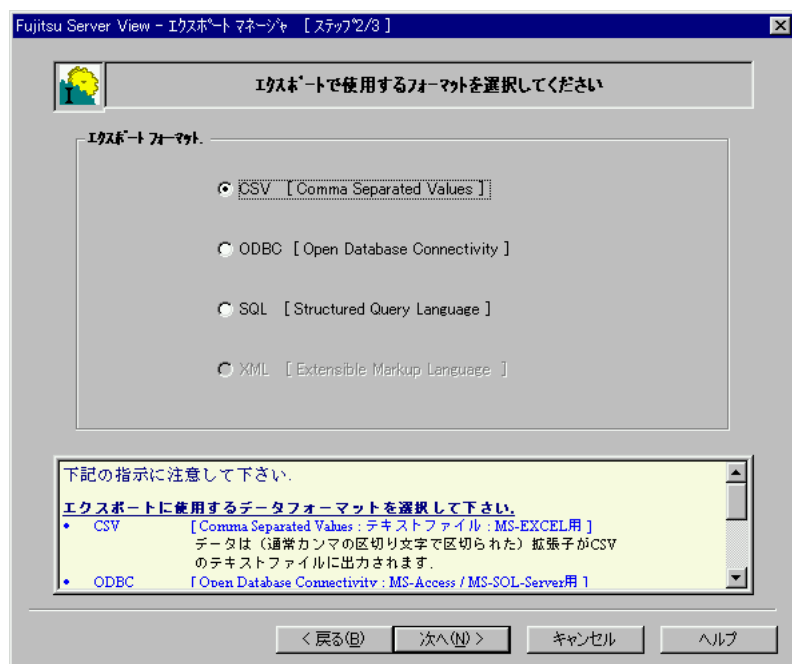 Fujitsu Server View - ｴｸｽﾎﾟｰﾄ ﾏﾈｰｼﾞｬ [ ｽﾃｯﾌﾟ2/3 ]
ｴｸｽﾎﾟｰﾄで使用するﾌｫｰﾏｯﾄを選択してください
ｴｸｽﾎﾟｰﾄ ﾌｫｰﾏｯﾄ.
CSV [ Comma Separated Values ]
ODBC [ Open Database Connectivity ]
SQL [ Structured Query Language ]
XML [ Extensible Markup Language ]
下記の指示に注意して下さい.
エクスポートに使用するデータフォーマットを選択して下さい.
• CSV [ Comma Separated Values : テキストファイル : MS-EXCEL用 ]
データは（通常カンマの区切り文字で区切られた）拡張子がCSV
のテキストファイルに出力されます.
• ODBC [ Open Database Connectivity : MS-Access / MS-SQL-Server用 ]
< 戻る(B) 次へ(N) > キャンセル ヘルプ